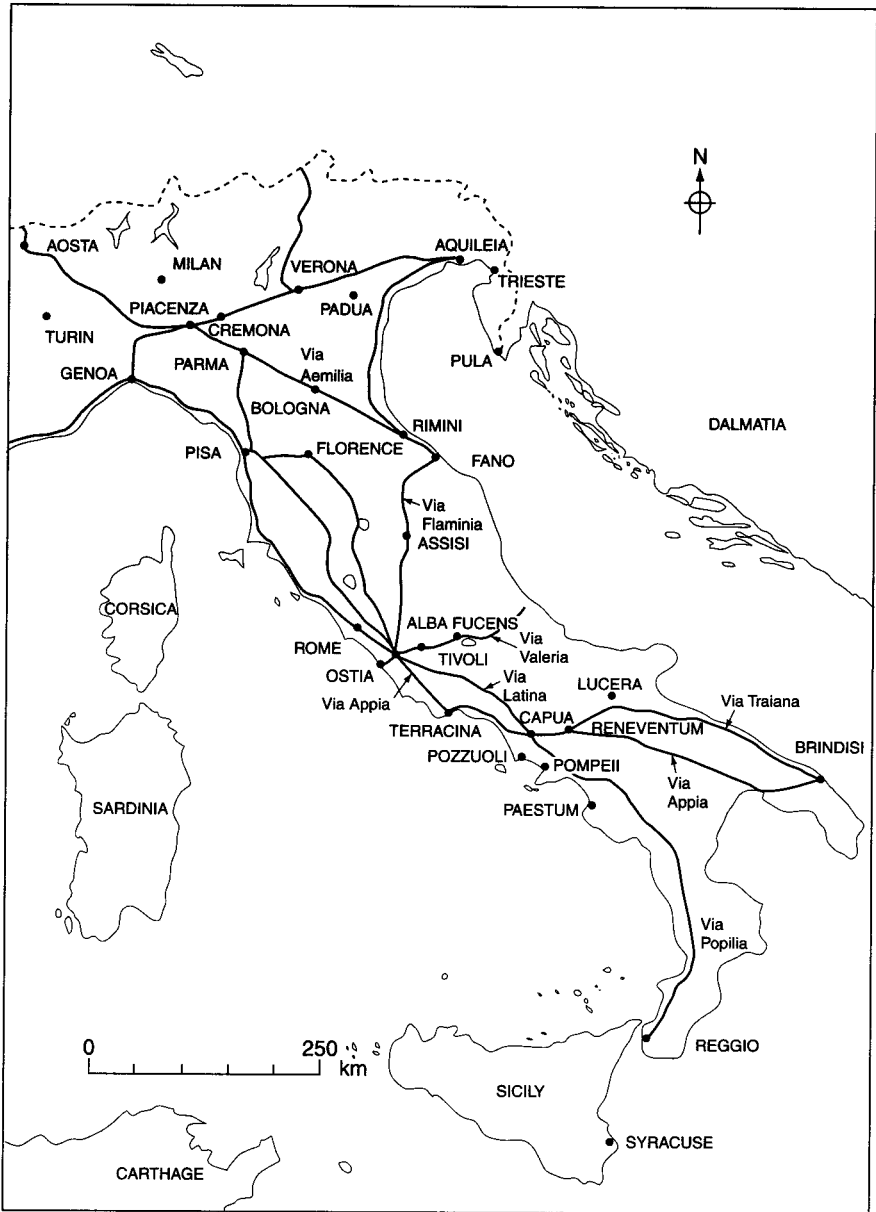 N
AOSTA
MILAN
AQUILEIA
VERONA
TRIESTE
PIACENZA
PADUA
TURIN
CREMONA
PULA
PARMA
Via
Aemilia
GENOA
BOLOGNA
RIMINI
DALMATIA
PISA
FLORENCE
FANO
Via
Flaminia
ASSISI
CORSICA
ALBA FUCENS
ROME
TIVOLI
Via
Valeria
OSTIA
Via
Latina
LUCERA
Via Appia
Via Traiana
TERRACINA
CAPUA
RENEVENTUM
BRINDISI
POZZUOLI
POMPEII
Via
Appia
SARDINIA
PAESTUM
Via
Popilia
0 250
km
REGGIO
SICILY
SYRACUSE
CARTHAGE